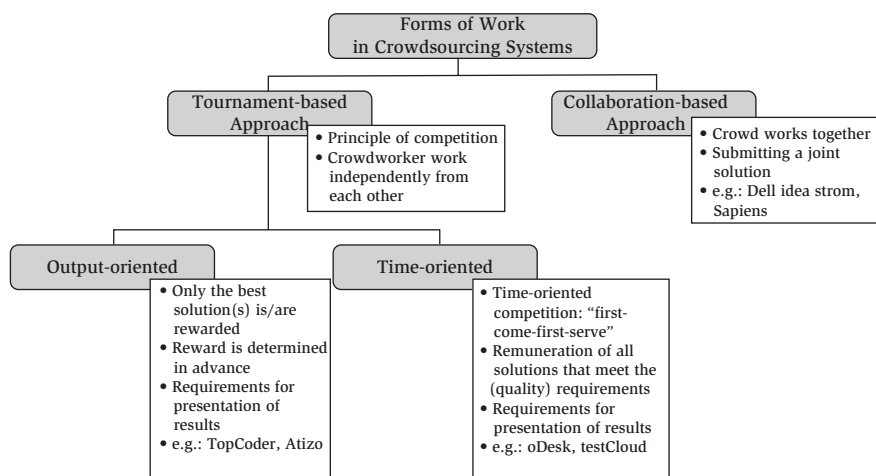 Forms of Work
in Crowdsourcing Systems
Tournament-based
Approach
• Principle of competition
• Crowdworker work
independently from
each other
Collaboration-based
Approach
• Crowd works together
• Submitting a joint
solution
• e.g.: Dell idea strom,
Sapiens
Output-oriented
• Only the best
solution(s) is/are
rewarded
• Reward is determined
in advance
• Requirements for
presentation of
results
• e.g.: TopCoder, Atizo
Time-oriented
• Time-oriented
competition: “first-
come-first-serve”
• Remuneration of all
solutions that meet the
(quality) requirements
• Requirements for
presentation of results
• e.g.: oDesk, testCloud